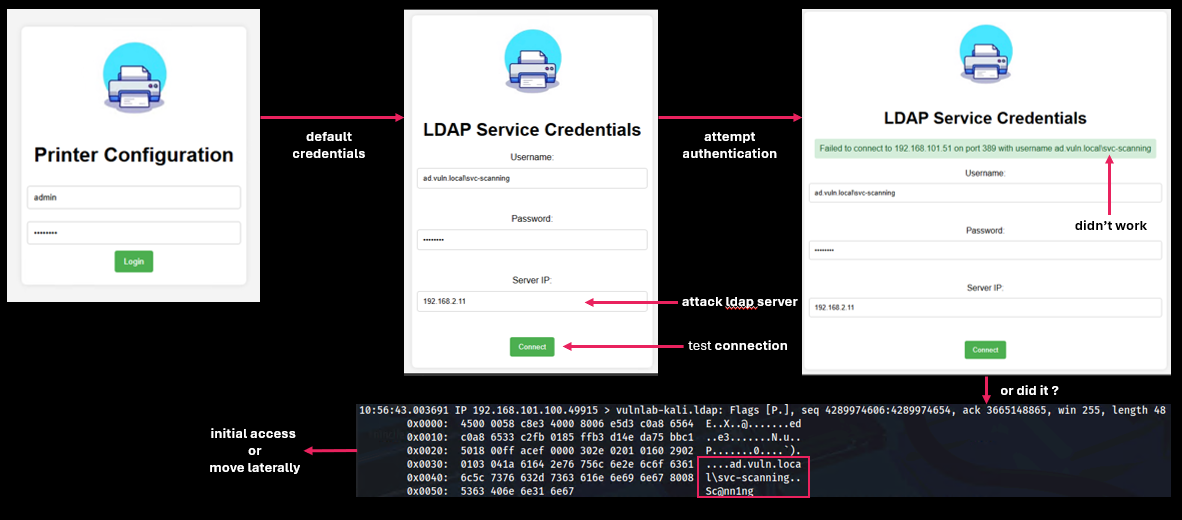 Printer Configuration
admin
••••••••
Login
default
credentials
LDAP Service Credentials
Username:
ad.vuln.local\svc-scanning
Password:
••••••••
Server IP:
192.168.2.11
Connect
attempt
authentication
attack ldap server
test connection
LDAP Service Credentials
Failed to connect to 192.168.101.51 on port 389 with username ad.vuln.local\svc-scanning
Username:
ad.vuln.local\svc-scanning
didn't work
Password:
••••••••
Server IP:
192.168.2.11
Connect
or did it ?
10:56:43.003691 IP 192.168.101.100.49915 > vulnlab-kali.ldap: Flags [P.], seq 4289974606:4289974654, ack 3665148865, win 255, length 48
0x0000: 4500 0058 c8e3 4000 8006 e5d3 c0a8 6564 E..X..@.......ed
0x0010: c0a8 6533 c2fb 0185 ffb3 d14e da75 bbc1 ..e3.......N.u..
0x0020: 5018 00ff acef 0000 302e 0201 0160 2902 P.......0....`).
0x0030: 0103 041a 6164 2e76 756c 6e2e 6c6f 6361 ....ad.vuln.loca
0x0040: 6c5c 7376 632d 7363 616e 6e69 6e67 8008 l\svc-scanning..
0x0050: 5363 406e 6e31 6e67 Sc@nn1ng
initial access
or
move laterally